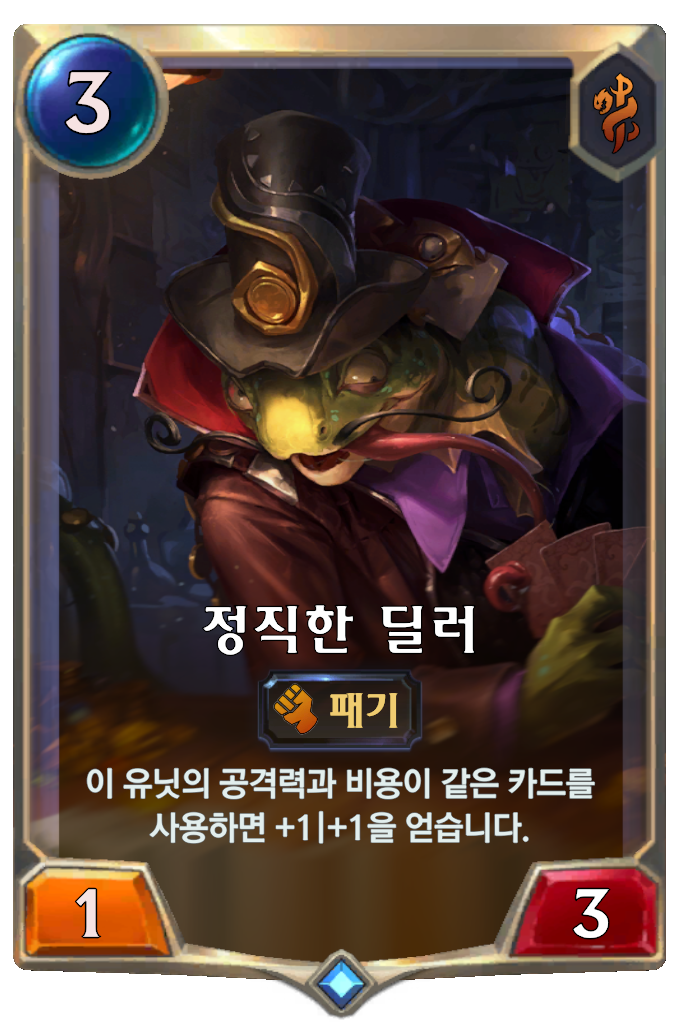 3
정직한 딜러
패기
이 유닛의 공격력과 비용이 같은 카드를
사용하면 +1|+1을 얻습니다.
1
3